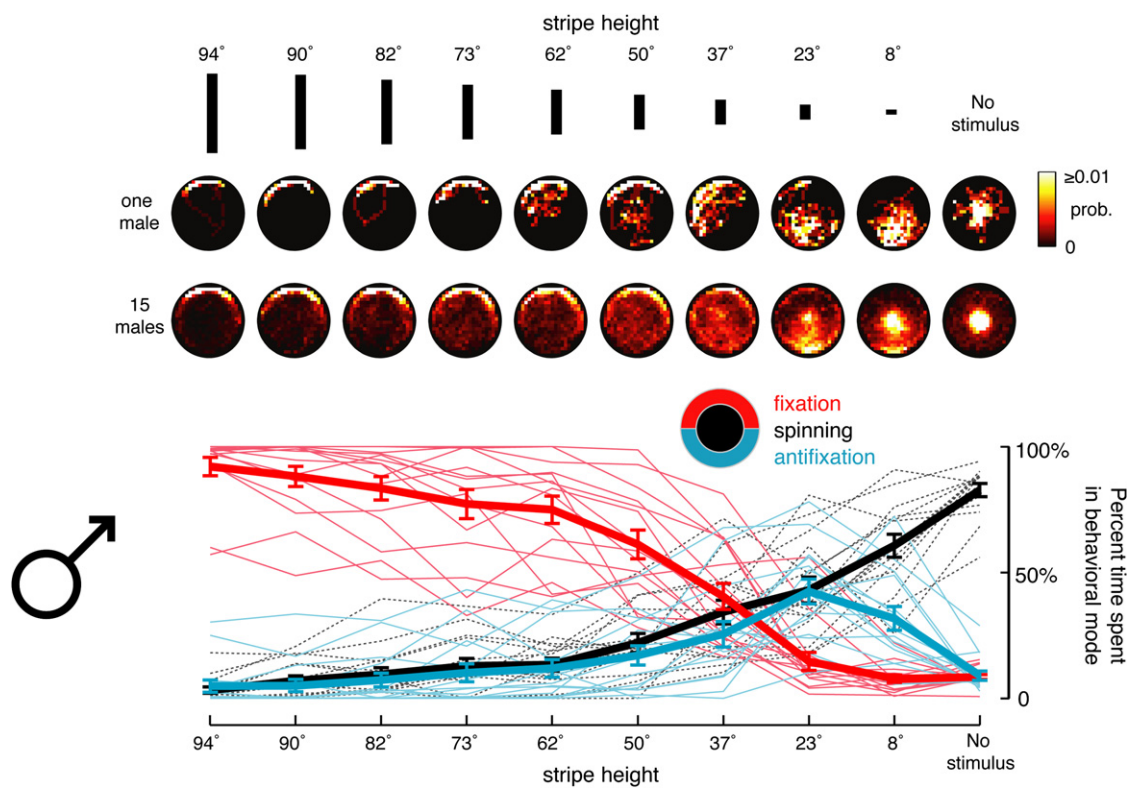 stripe height
94° 90° 82° 73° 62° 50° 37° 23° 8°
No
stimulus
one
male
≥0.01
prob.
0
15
males
fixation
spinning
antifixation
100%
50%
0
Percent time spent
in behavioral mode
94° 90° 82° 73° 62° 50° 37° 23° 8° No
stimulus
stripe height